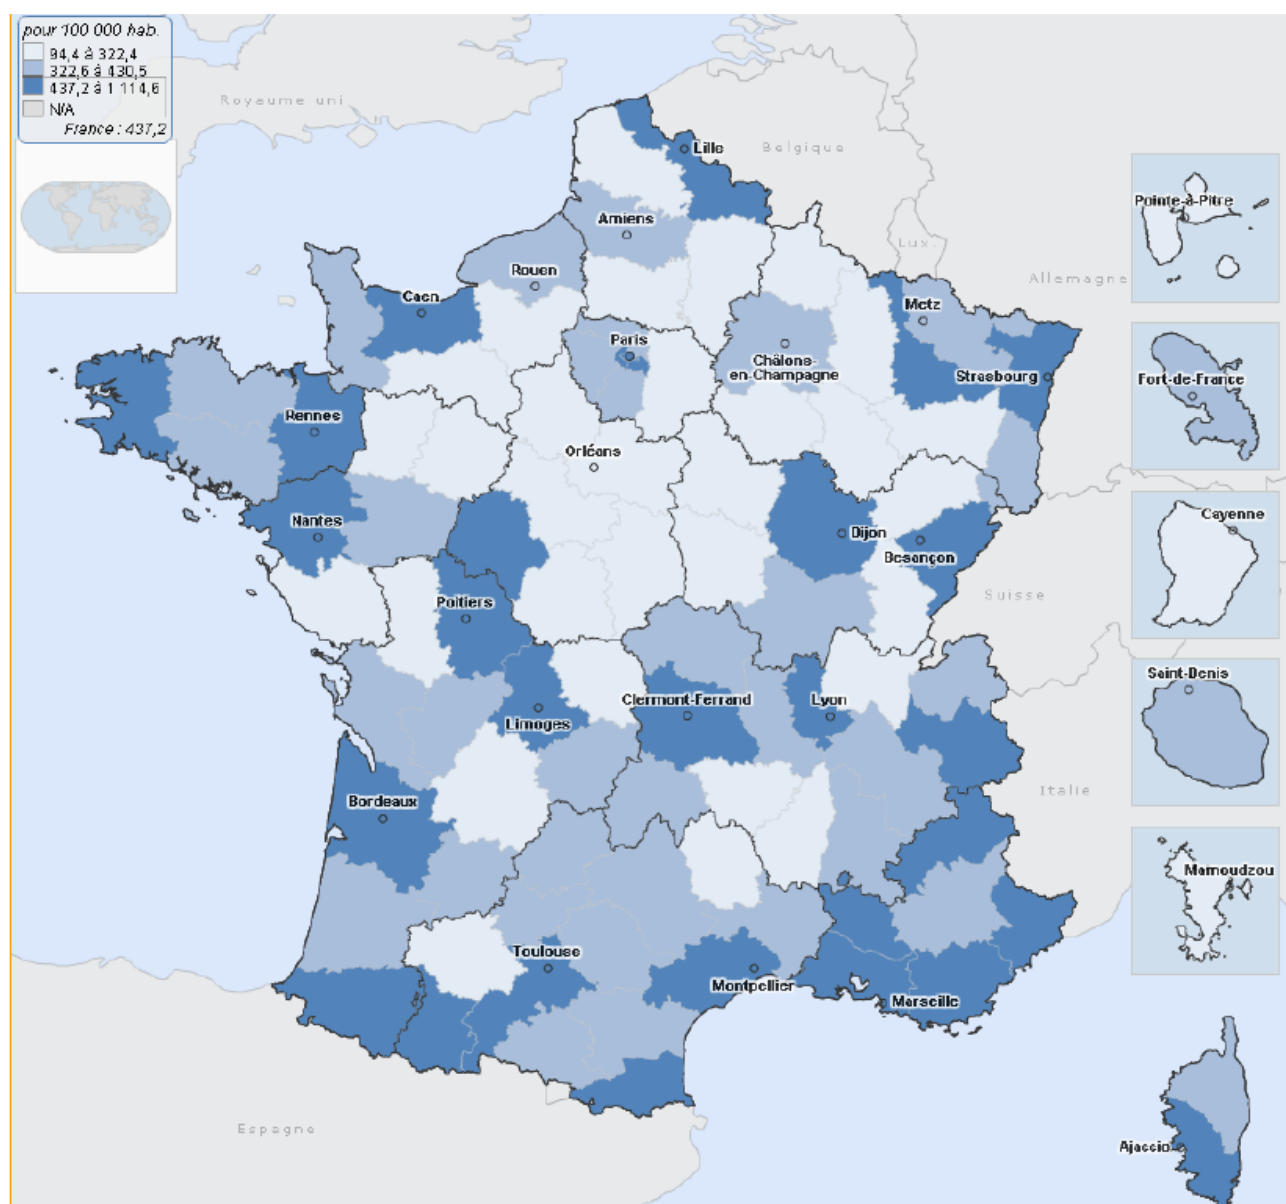 pour 100 000 hab.
94,4 à 322,4
322,6 à 430,5
437,2 à 1 114,6
N/A
France : 437,2
Royaume uni
Lille
Belgique
Pointe-à-Pitre
Amiens
Lux.
Allemagne
Rouen
Caen
Metz
Paris
Châlons-
en-Champagne
Strasbourg
Fort-de-France
Rennes
Orléans
Nantes
Dijon
Besançon
Cayenne
Suisse
Poitiers
Saint-Denis
Clermont-Ferrand
Lyon
Limoges
Italie
Bordeaux
Mamoudzou
Toulouse
Montpellier
Marseille
Espagne
Ajaccio